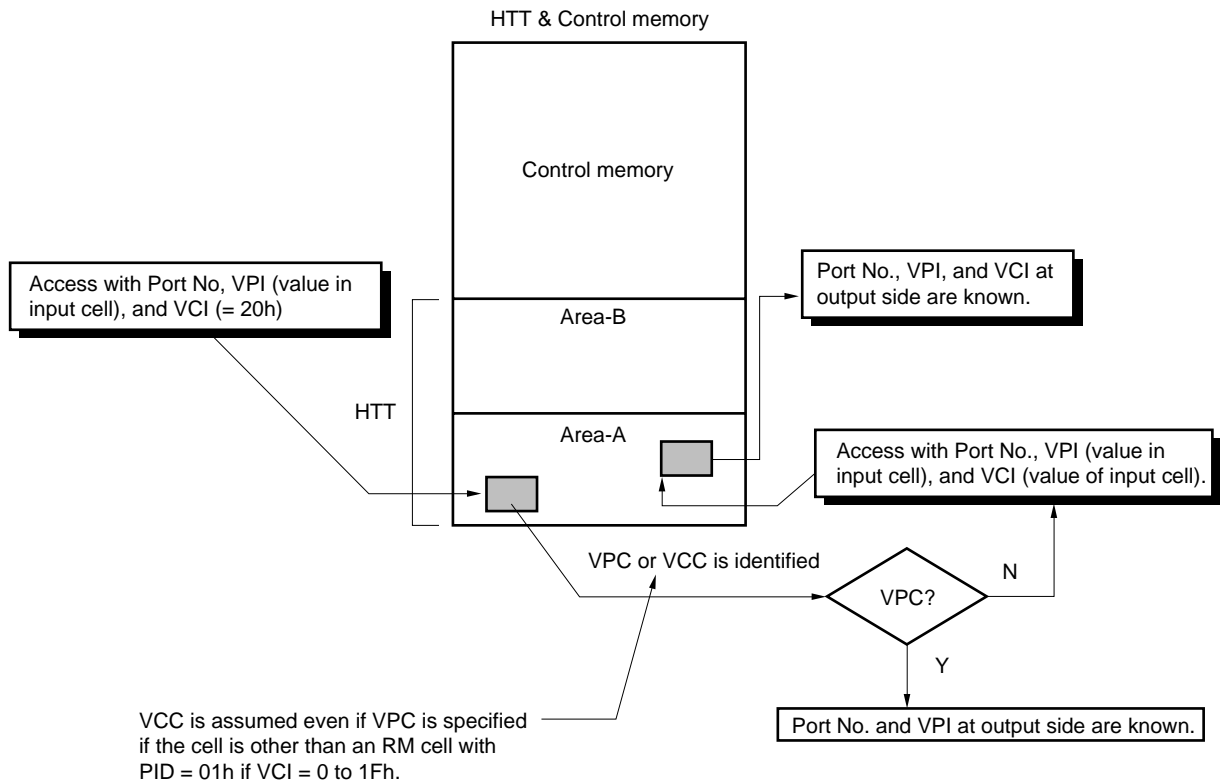 HTT & Control memory
Control memory
Access with Port No, VPI (value in
input cell), and VCI (= 20h)
Port No., VPI, and VCI at
output side are known.
Area-B
HTT
Area-A
Access with Port No., VPI (value in
input cell), and VCI (value of input cell).
VPC or VCC is identified
VPC?
N
Y
VCC is assumed even if VPC is specified
if the cell is other than an RM cell with
PID = 01h if VCI = 0 to 1Fh.
Port No. and VPI at output side are known.